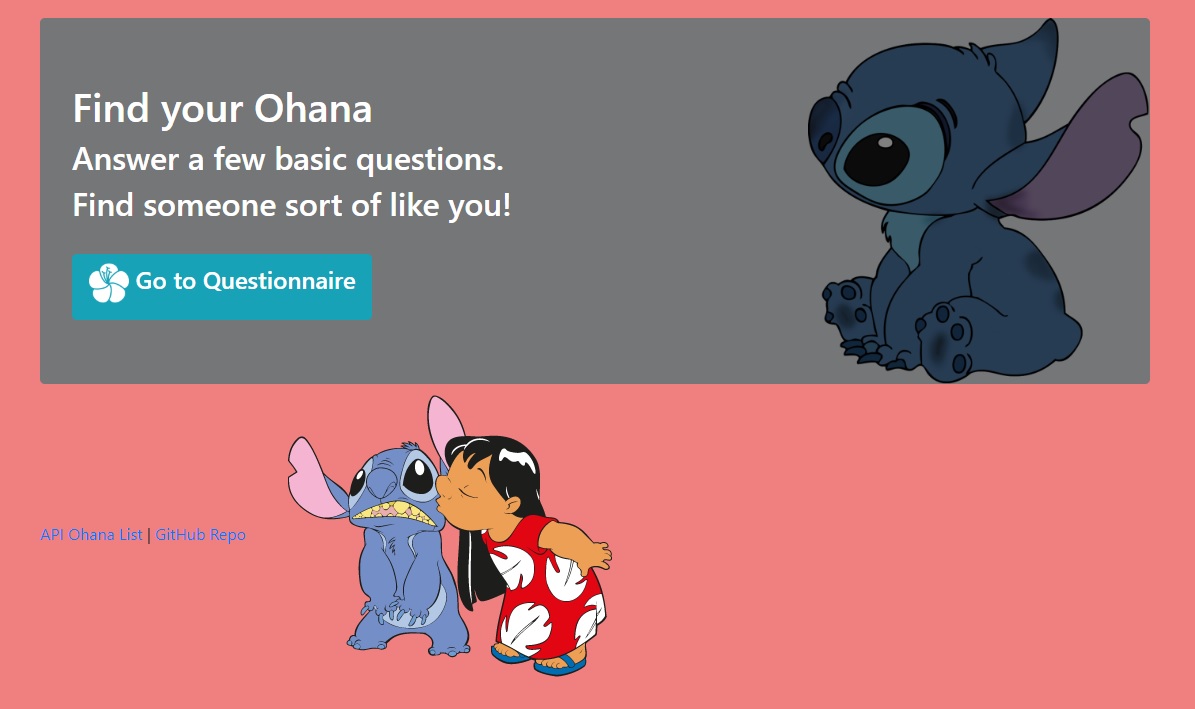 Find your Ohana
Answer a few basic questions.
Find someone sort of like you!
Go to Questionnaire
API Ohana List | GitHub Repo